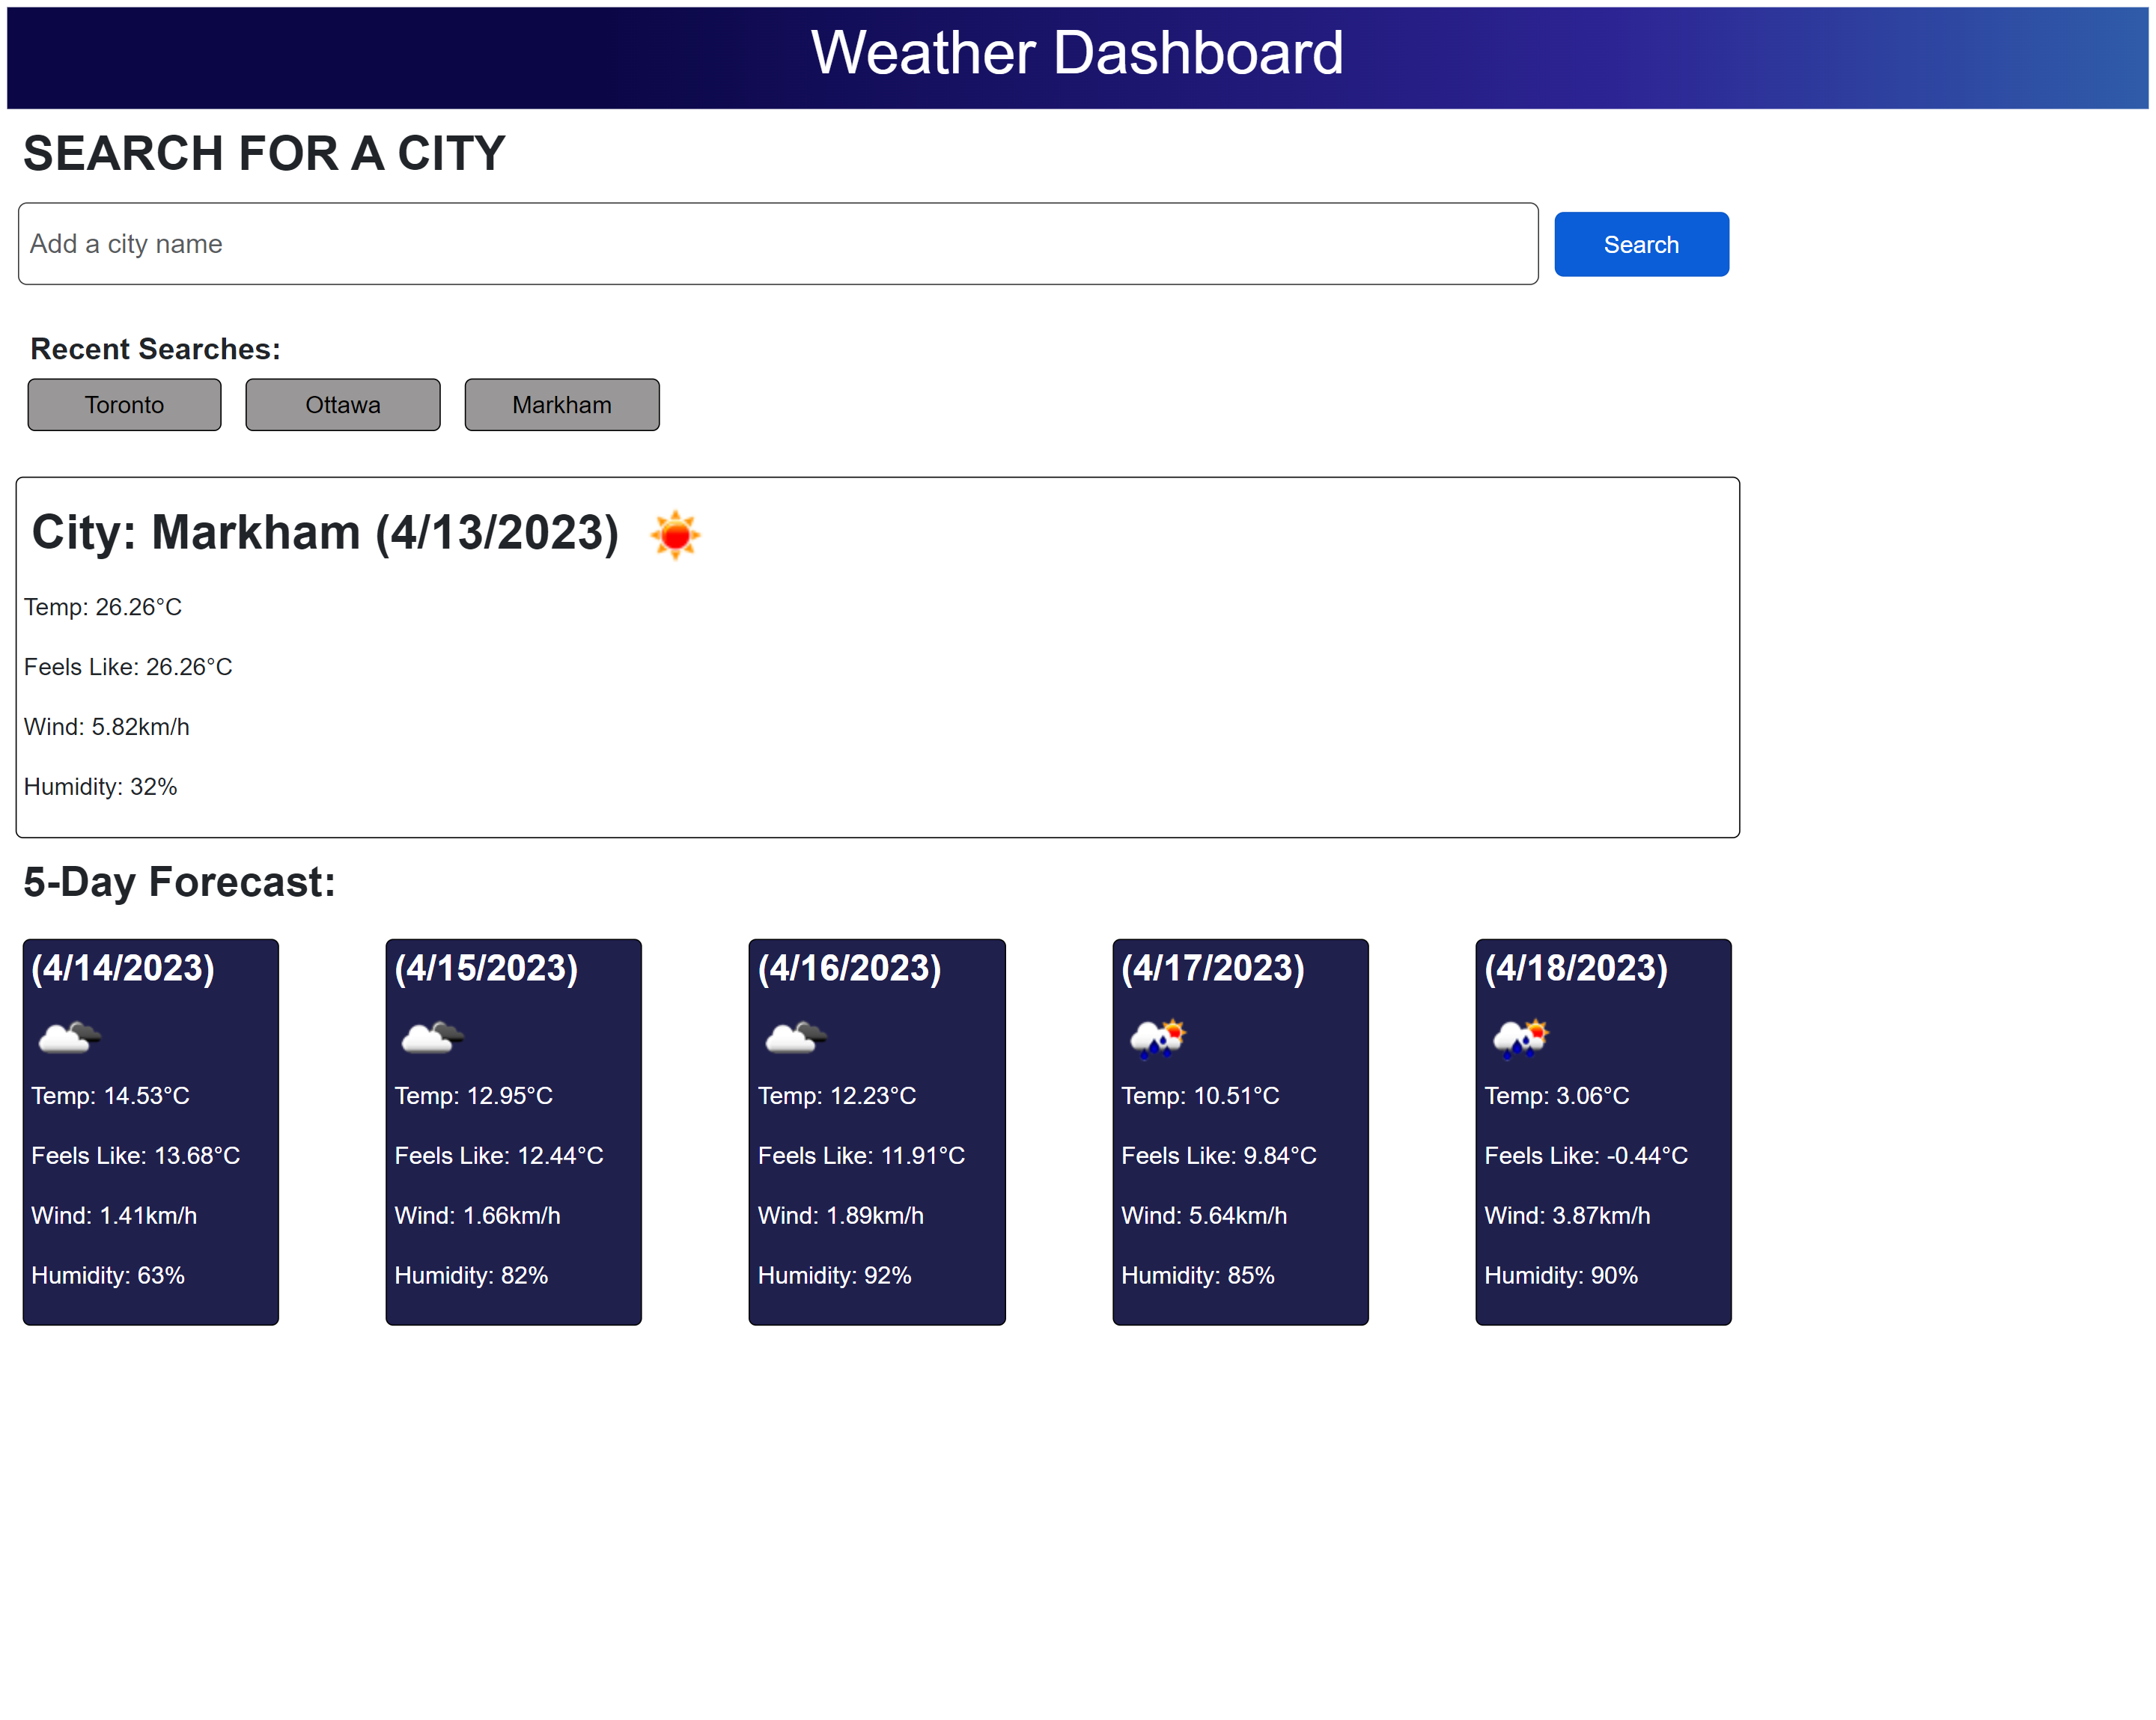 Weather Dashboard
SEARCH FOR A CITY
Add a city name
Search
Recent Searches:
Toronto
Ottawa
Markham
City: Markham (4/13/2023)
Temp: 26.26°C
Feels Like: 26.26°C
Wind: 5.82km/h
Humidity: 32%
5-Day Forecast:
(4/14/2023)
Temp: 14.53°C
Feels Like: 13.68°C
Wind: 1.41km/h
Humidity: 63%
(4/15/2023)
Temp: 12.95°C
Feels Like: 12.44°C
Wind: 1.66km/h
Humidity: 82%
(4/16/2023)
Temp: 12.23°C
Feels Like: 11.91°C
Wind: 1.89km/h
Humidity: 92%
(4/17/2023)
Temp: 10.51°C
Feels Like: 9.84°C
Wind: 5.64km/h
Humidity: 85%
(4/18/2023)
Temp: 3.06°C
Feels Like: -0.44°C
Wind: 3.87km/h
Humidity: 90%